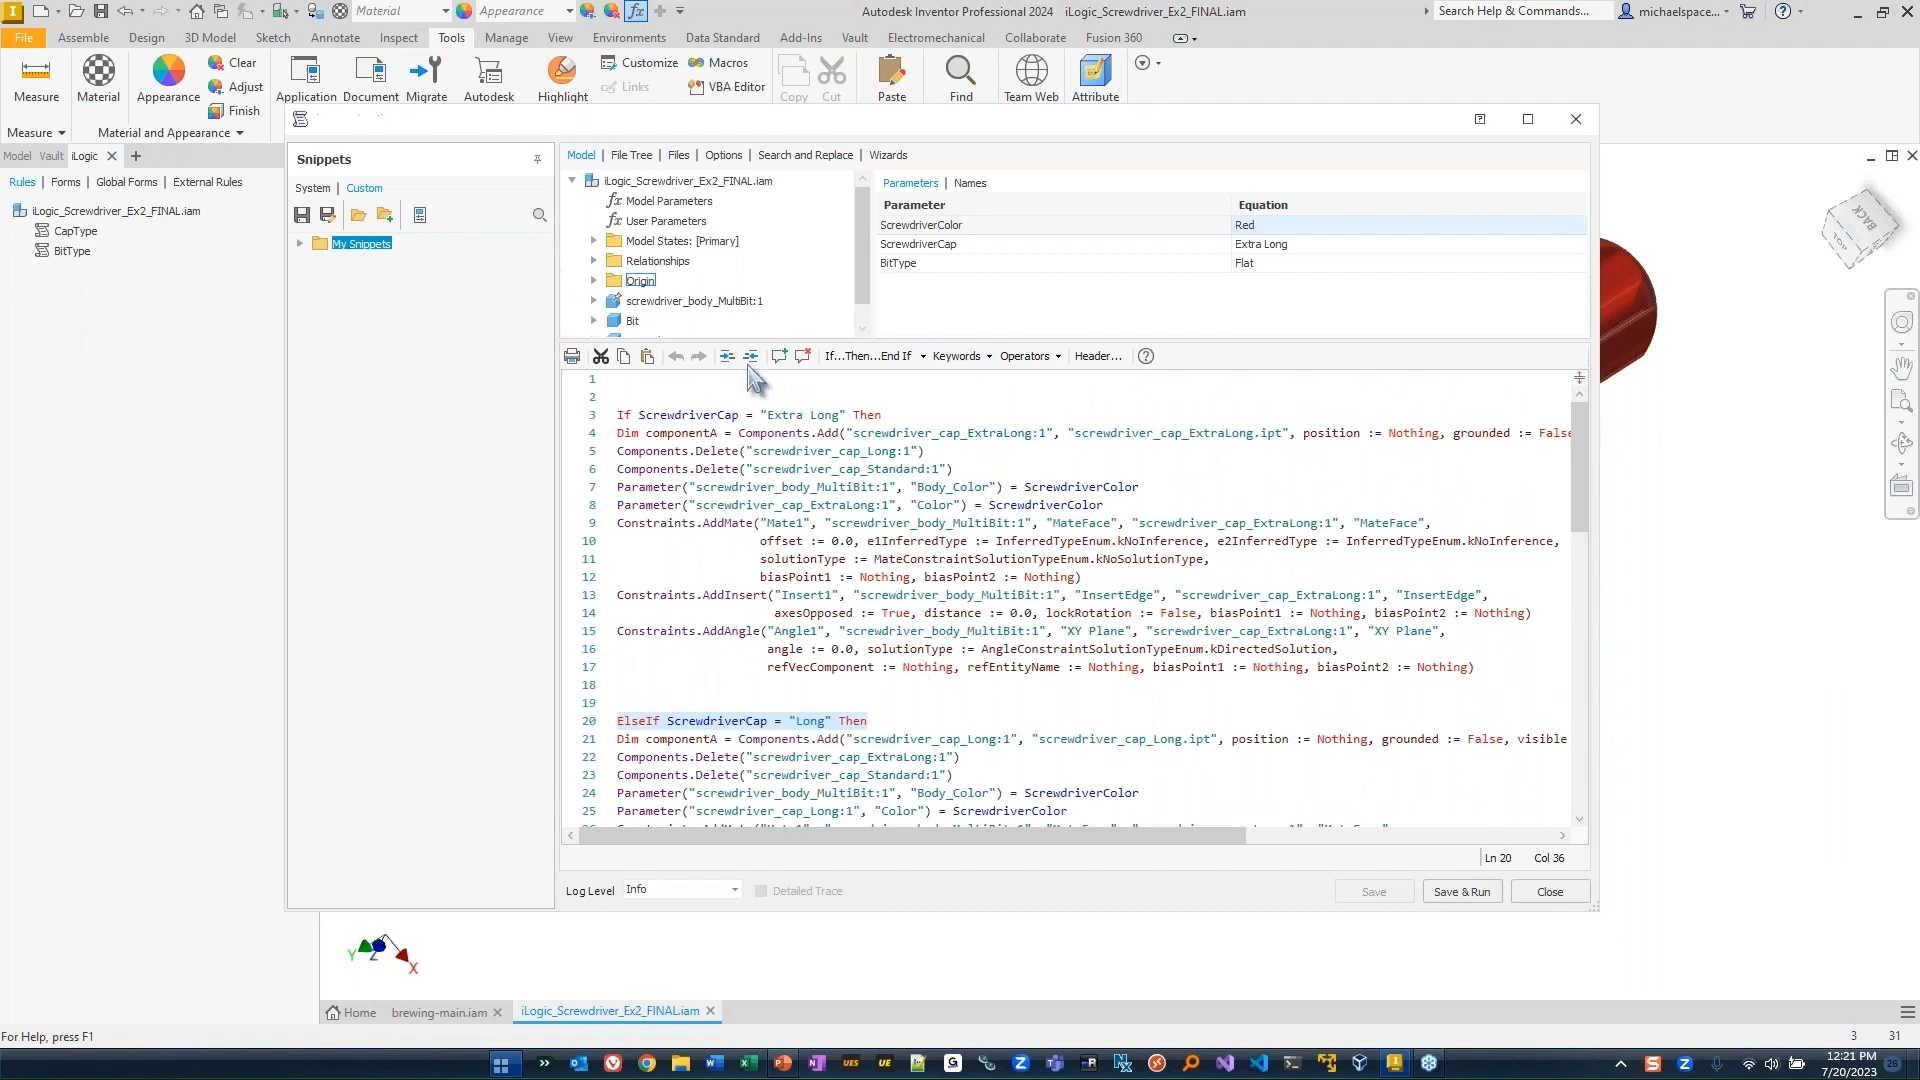 Material
Appearance
Autodesk Inventor Professional 2024 iLogic_Screwdriver_Ex2_FINAL.iam
Search Help & Commands...
michaelspace...
File
Assemble
Design
3D Model
Sketch
Annotate
Inspect
Tools
Manage
View
Environments
Data Standard
Add-Ins
Vault
Electromechanical
Collaborate
Fusion 360
Measure
Material
Appearance
Clear
Adjust
Finish
Application
Document
Migrate
Autodesk
Highlight
Customize
Links
Macros
VBA Editor
Copy
Cut
Paste
Find
Team Web
Attribute
Measure
Material and Appearance
Model
Vault
iLogic
Rules | Forms | Global Forms | External Rules
iLogic_Screwdriver_Ex2_FINAL.iam
CapType
BitType
Snippets
System | Custom
My Snippets
Model | File Tree | Files | Options | Search and Replace | Wizards
iLogic_Screwdriver_Ex2_FINAL.iam
Model Parameters
User Parameters
Model States: [Primary]
Relationships
Origin
screwdriver_body_MultiBit:1
Bit
Parameters | Names
Parameter Equation
ScrewdriverColor Red
ScrewdriverCap Extra Long
BitType Flat
If...Then...End If
Keywords
Operators
Header...
1
2
3 If ScrewdriverCap = "Extra Long" Then
4 Dim componentA = Components.Add("screwdriver_cap_ExtraLong:1", "screwdriver_cap_ExtraLong.ipt", position := Nothing, grounded := False
5 Components.Delete("screwdriver_cap_Long:1")
6 Components.Delete("screwdriver_cap_Standard:1")
7 Parameter("screwdriver_body_MultiBit:1", "Body_Color") = ScrewdriverColor
8 Parameter("screwdriver_cap_ExtraLong:1", "Color") = ScrewdriverColor
9 Constraints.AddMate("Mate1", "screwdriver_body_MultiBit:1", "MateFace", "screwdriver_cap_ExtraLong:1", "MateFace",
10 offset := 0.0, e1InferredType := InferredTypeEnum.kNoInference, e2InferredType := InferredTypeEnum.kNoInference,
11 solutionType := MateConstraintSolutionTypeEnum.kNoSolutionType,
12 biasPoint1 := Nothing, biasPoint2 := Nothing)
13 Constraints.AddInsert("Insert1", "screwdriver_body_MultiBit:1", "InsertEdge", "screwdriver_cap_ExtraLong:1", "InsertEdge",
14 axesOpposed := True, distance := 0.0, lockRotation := False, biasPoint1 := Nothing, biasPoint2 := Nothing)
15 Constraints.AddAngle("Angle1", "screwdriver_body_MultiBit:1", "XY Plane", "screwdriver_cap_ExtraLong:1", "XY Plane",
16 angle := 0.0, solutionType := AngleConstraintSolutionTypeEnum.kDirectedSolution,
17 refVecComponent := Nothing, refEntityName := Nothing, biasPoint1 := Nothing, biasPoint2 := Nothing)
18
19
20 ElseIf ScrewdriverCap = "Long" Then
21 Dim componentA = Components.Add("screwdriver_cap_Long:1", "screwdriver_cap_Long.ipt", position := Nothing, grounded := False, visible
22 Components.Delete("screwdriver_cap_ExtraLong:1")
23 Components.Delete("screwdriver_cap_Standard:1")
24 Parameter("screwdriver_body_MultiBit:1", "Body_Color") = ScrewdriverColor
25 Parameter("screwdriver_cap_Long:1", "Color") = ScrewdriverColor
Ln 20 Col 36
Log Level Info
Detailed Trace
Save
Save & Run
Close
BACK
TOP
Y
Z
X
Home
brewing-main.iam
iLogic_Screwdriver_Ex2_FINAL.iam
For Help, press F1
3 31
12:21 PM
7/20/2023